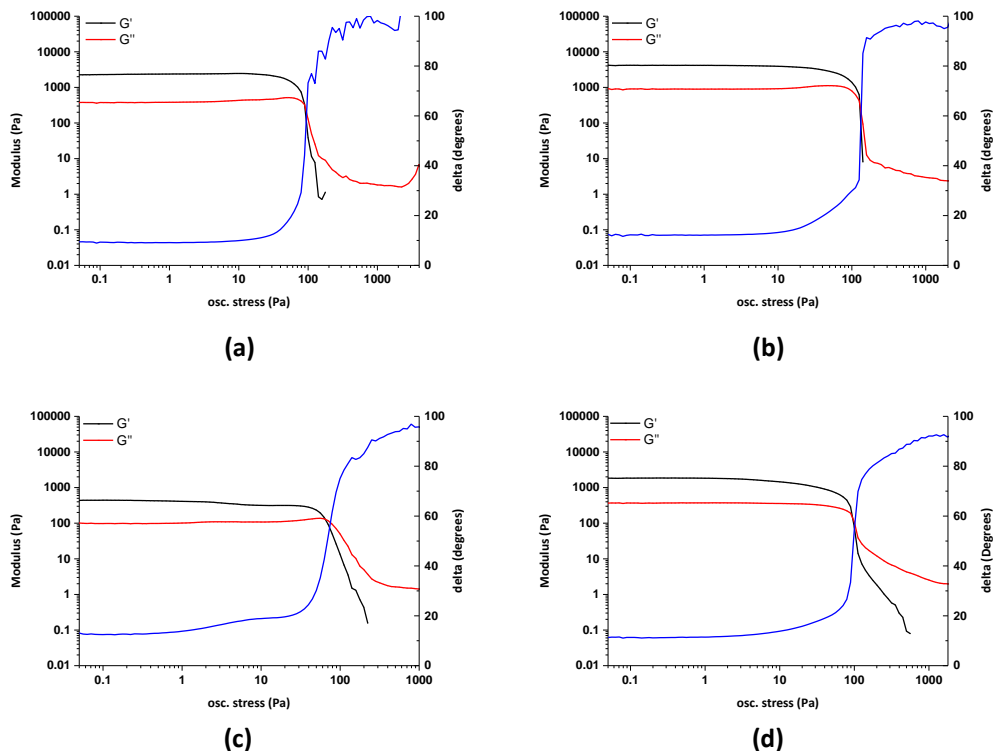 G'
G"
100000
10000
1000
100
10
1
0.1
0.01
Modulus (Pa)
100
80
60
40
20
0
delta (degrees)
0.1 1 10 100 1000
osc. stress (Pa)
(a)
G'
G"
100000
10000
1000
100
10
1
0.1
0.01
Modulus (Pa)
100
80
60
40
20
0
delta (degrees)
0.1 1 10 100 1000
osc. stress (Pa)
(b)
G'
G"
100000
10000
1000
100
10
1
0.1
0.01
Modulus (Pa)
100
80
60
40
20
0
delta (degrees)
0.1 1 10 100 1000
osc. stress (Pa)
(c)
G'
G"
100000
10000
1000
100
10
1
0.1
0.01
Modulus (Pa)
100
80
60
40
20
0
delta (Degrees)
0.1 1 10 100 1000
osc. stress (Pa)
(d)